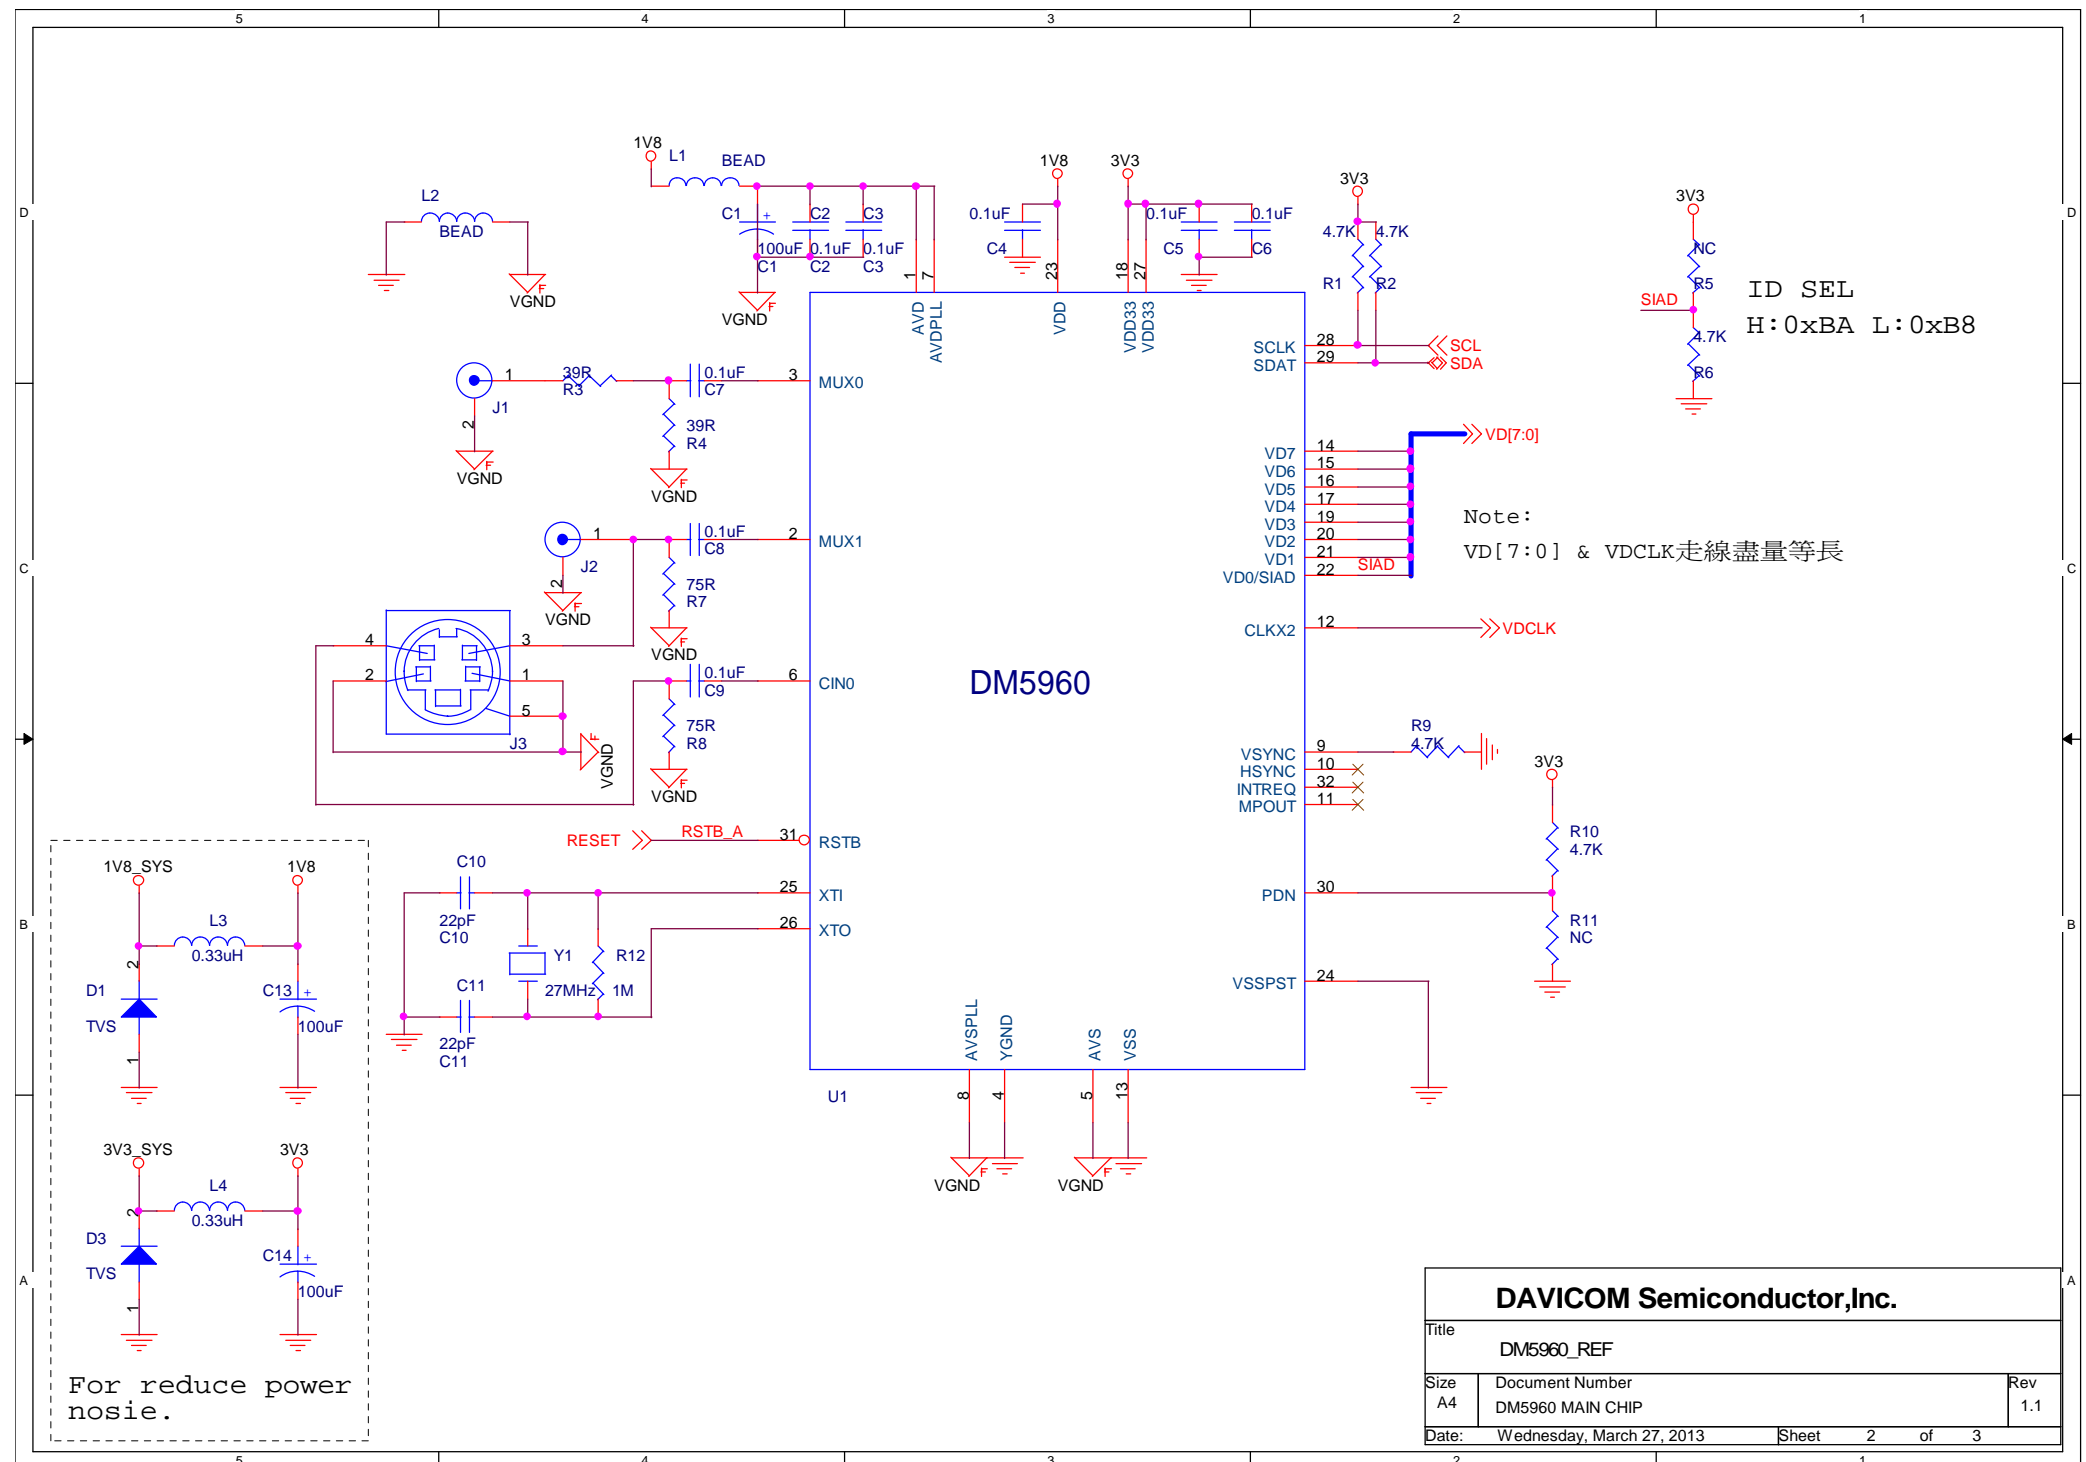 5 4 3 2 1
D
C
B
A
D
C
B
A
1V8
L1
BEAD
C1
+
100uF
C1
C2
0.1uF
C2
C3
0.1uF
C3
F
VGND
L2
BEAD
F
VGND
1V8
0.1uF
C4
3V3
0.1uF
C5
0.1uF
C6
1
7
23
18
27
AVD
AVDPLL
VDD
VDD33
VDD33
3V3
4.7K
4.7K
R1
R2
28
SCLK
SCL
29
SDAT
SDA
3V3
NC
R5
SIAD
4.7K
R6
ID SEL
H:0xBA L:0xB8
1
2
J1
F
VGND
39R
R3
0.1uF
C7
3
MUX0
39R
R4
F
VGND
1
2
J2
F
VGND
0.1uF
C8
2
MUX1
75R
R7
F
VGND
4
2
3
1
5
J3
F
VGND
0.1uF
C9
6
CIN0
75R
R8
F
VGND
DM5960
VD7
14
VD6
15
VD5
16
VD4
17
VD3
19
VD2
20
VD1
21
VD0/SIAD
22
SIAD
VD[7:0]
Note:
VD[7:0] & VDCLK走線盡量等長
CLKX2
12
VDCLK
VSYNC
9
R9
4.7K
HSYNC
10
INTREQ
32
MPOUT
11
3V3
R10
4.7K
PDN
30
R11
NC
VSSPST
24
RESET
RSTB_A
31
RSTB
C10
22pF
C10
25
XTI
26
XTO
Y1
27MHz
R12
1M
C11
22pF
C11
AVSPLL
YGND
AVS
VSS
8
4
5
13
U1
F
VGND
F
VGND
1V8_SYS
1V8
L3
0.33uH
2
D1
TVS
1
C13
+
100uF
3V3_SYS
3V3
L4
0.33uH
2
D3
TVS
1
C14
+
100uF
For reduce power
nosie.
DAVICOM Semiconductor,Inc.
Title
DM5960_REF
Size
A4
Document Number
DM5960 MAIN CHIP
Rev
1.1
Date:
Wednesday, March 27, 2013
Sheet 2 of 3
5 4 3 2 1